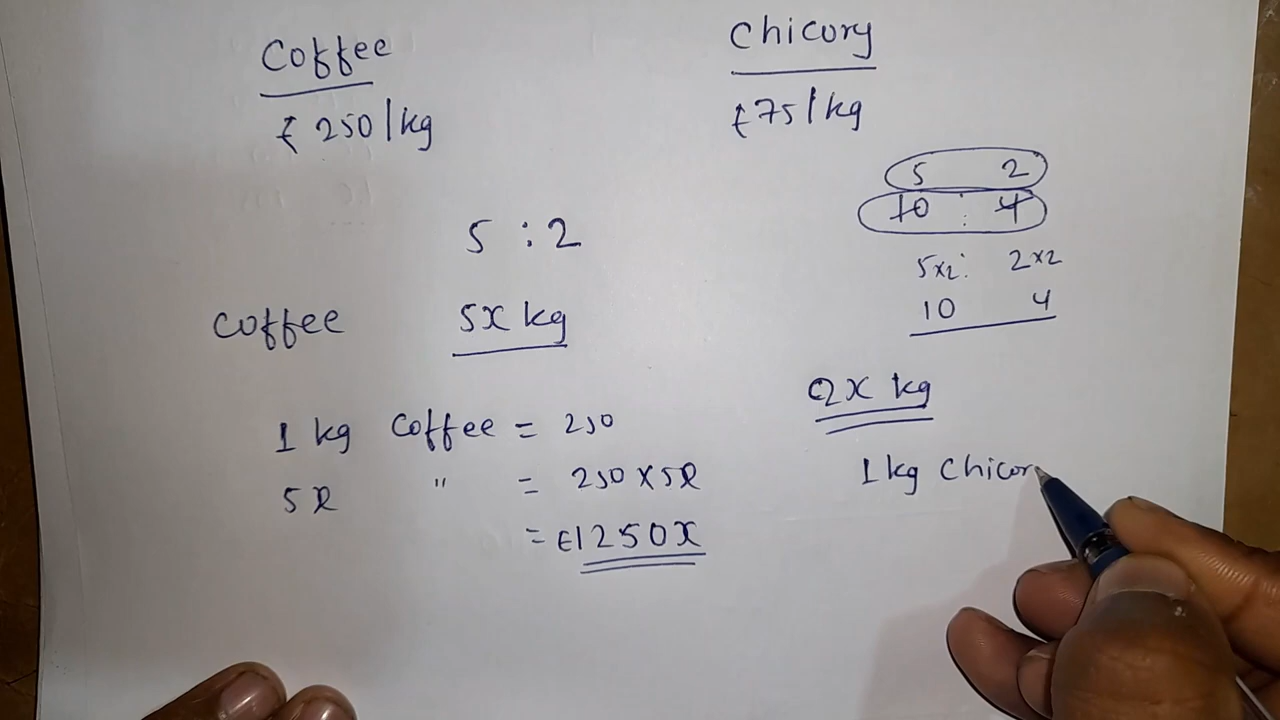 Coffee
₹ 250/kg
Chicory
₹75/kg
5 2
10 : 4
5×2 : 2×2
10 4
5 : 2
Coffee 5x kg
2x kg
1 kg Coffee = 250
5x " = 250×5x
= ₹1250x
1kg Chicor